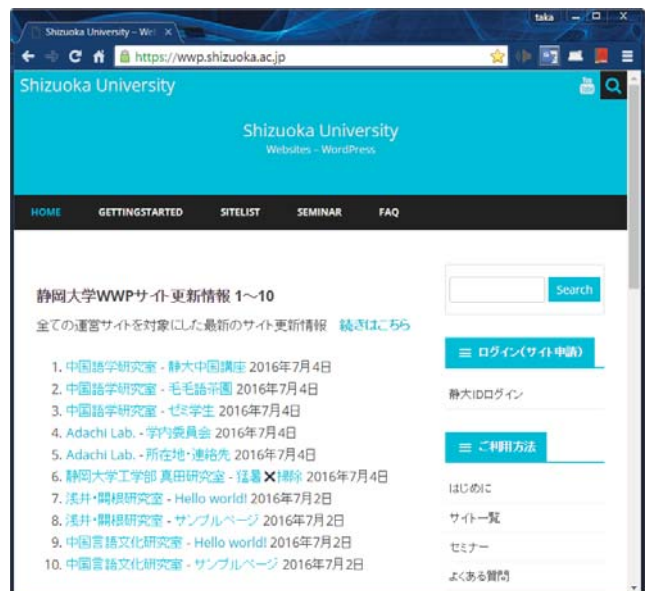 taka
Shizuoka University – We
https://wwp.shizuoka.ac.jp
Shizuoka University
Shizuoka University
Websites – WordPress
HOME GETTINGSTARTED SITELIST SEMINAR FAQ
静岡大学WWPサイト更新情報 1～10
全ての運営サイトを対象にした最新のサイト更新情報 続きはこちら
1. 中国語学研究室 - 静大中国講座 2016年7月4日
2. 中国語学研究室 - 毛毛語茶園 2016年7月4日
3. 中国語学研究室 - ゼミ学生 2016年7月4日
4. Adachi Lab. - 学内委員会 2016年7月4日
5. Adachi Lab. - 所在地・連絡先 2016年7月4日
6. 静岡大学工学部 真田研究室 - 猛暑✖掃除 2016年7月4日
7. 浅井・開根研究室 - Hello world! 2016年7月2日
8. 浅井・開根研究室 - サンプルページ 2016年7月2日
9. 中国言語文化研究室 - Hello world! 2016年7月2日
10. 中国言語文化研究室 - サンプルページ 2016年7月2日
Search
ログイン(サイト申請)
静大IDログイン
ご利用方法
はじめに
サイト一覧
セミナー
よくある質問